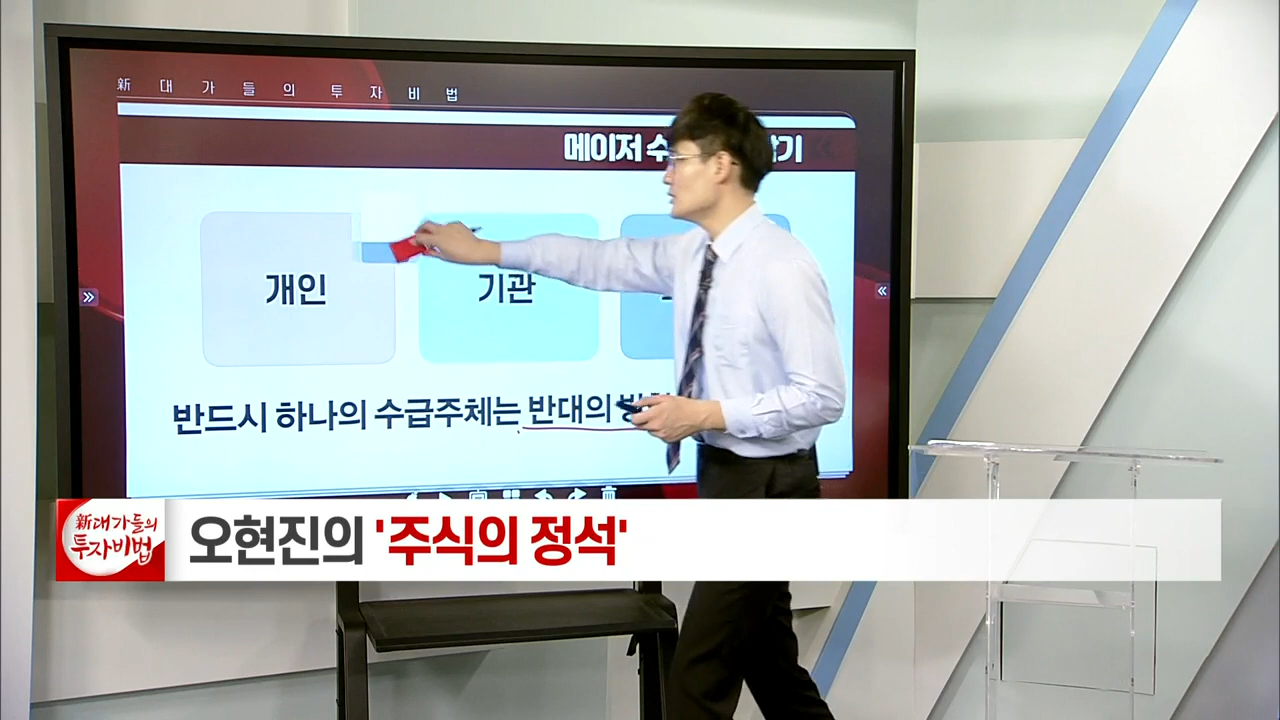 新 대 가 들 의 투 자 비 법
메이저 수
개인
기관
반드시 하나의 수급주체는 반대의
新대가들의
투자비법
오현진의 '주식의 정석'